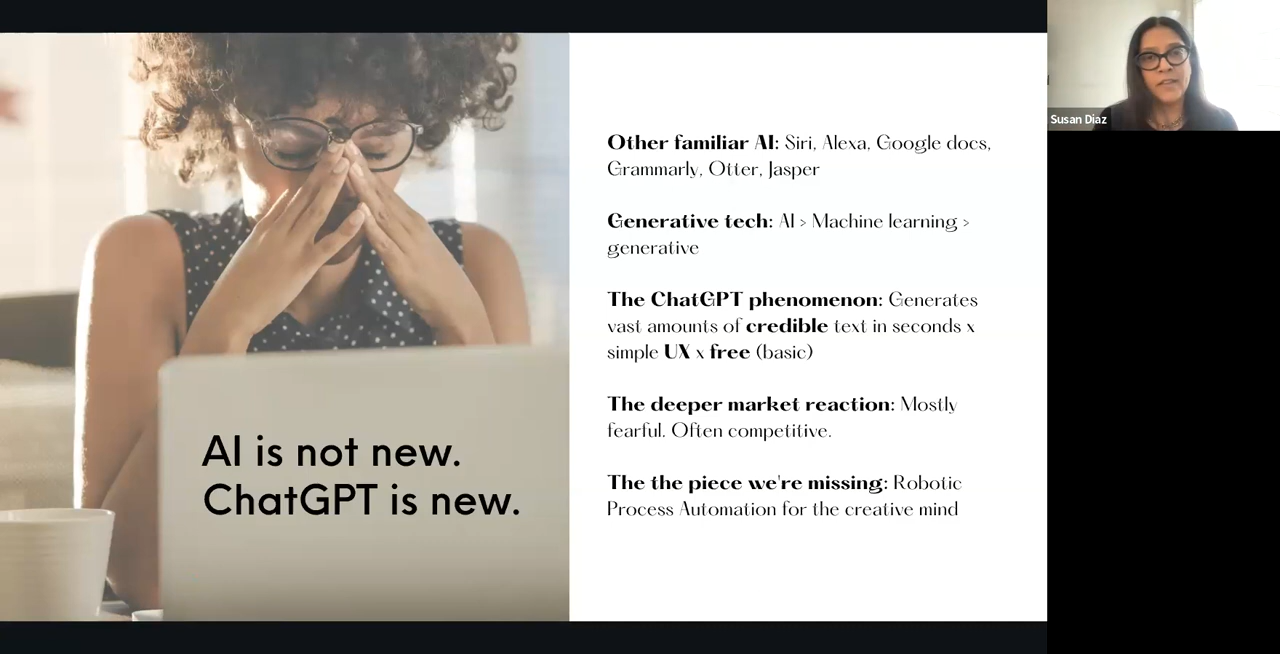 AI is not new.
ChatGPT is new.
Other familiar AI: Siri, Alexa, Google docs,
Grammarly, Otter, Jasper
Generative tech: AI > Machine learning >
generative
The ChatGPT phenomenon: Generates
vast amounts of credible text in seconds x
simple UX x free (basic)
The deeper market reaction: Mostly
fearful. Often competitive.
The the piece we're missing: Robotic
Process Automation for the creative mind
Susan Diaz